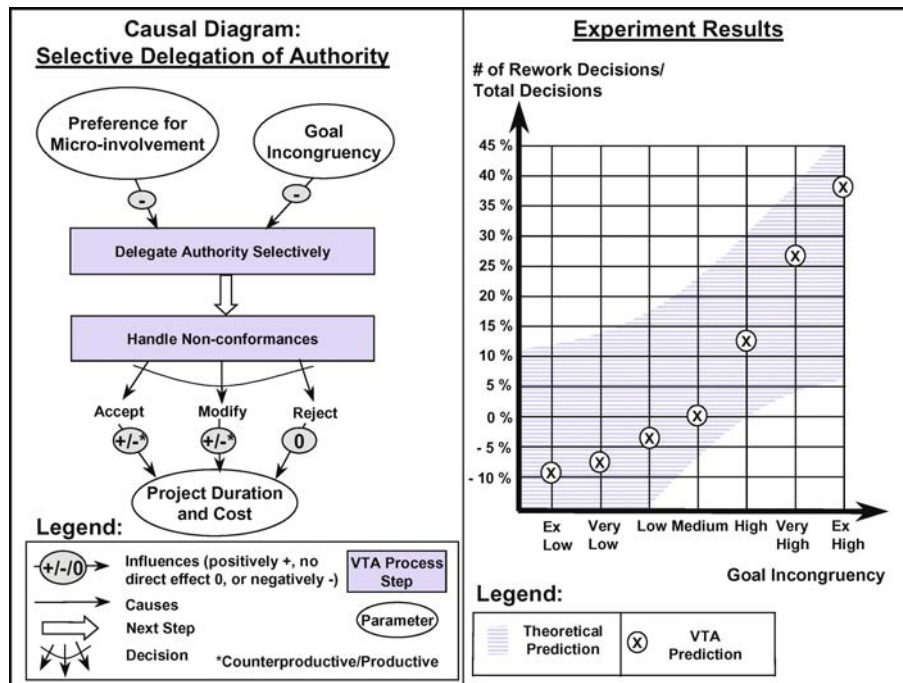 Causal Diagram:
Selective Delegation of Authority
Preference for
Micro-involvement
Goal
Incongruency
-
-
Delegate Authority Selectively
Handle Non-conformances
Accept
Modify
Reject
+/-*
+/-*
0
Project Duration
and Cost
Legend:
+/-/0
Influences (positively +, no
direct effect 0, or negatively -)
VTA Process
Step
Causes
Next Step
Parameter
Decision
*Counterproductive/Productive
Experiment Results
# of Rework Decisions/
Total Decisions
45 %
40 %
35 %
30 %
25 %
20 %
15 %
10 %
5 %
0 %
- 5 %
- 10 %
X
X
X
X
X
X
X
Ex
Low
Very
Low
Low
Medium
High
Very
High
Ex
High
Goal Incongruency
Legend:
Theoretical
Prediction
X
VTA
Prediction